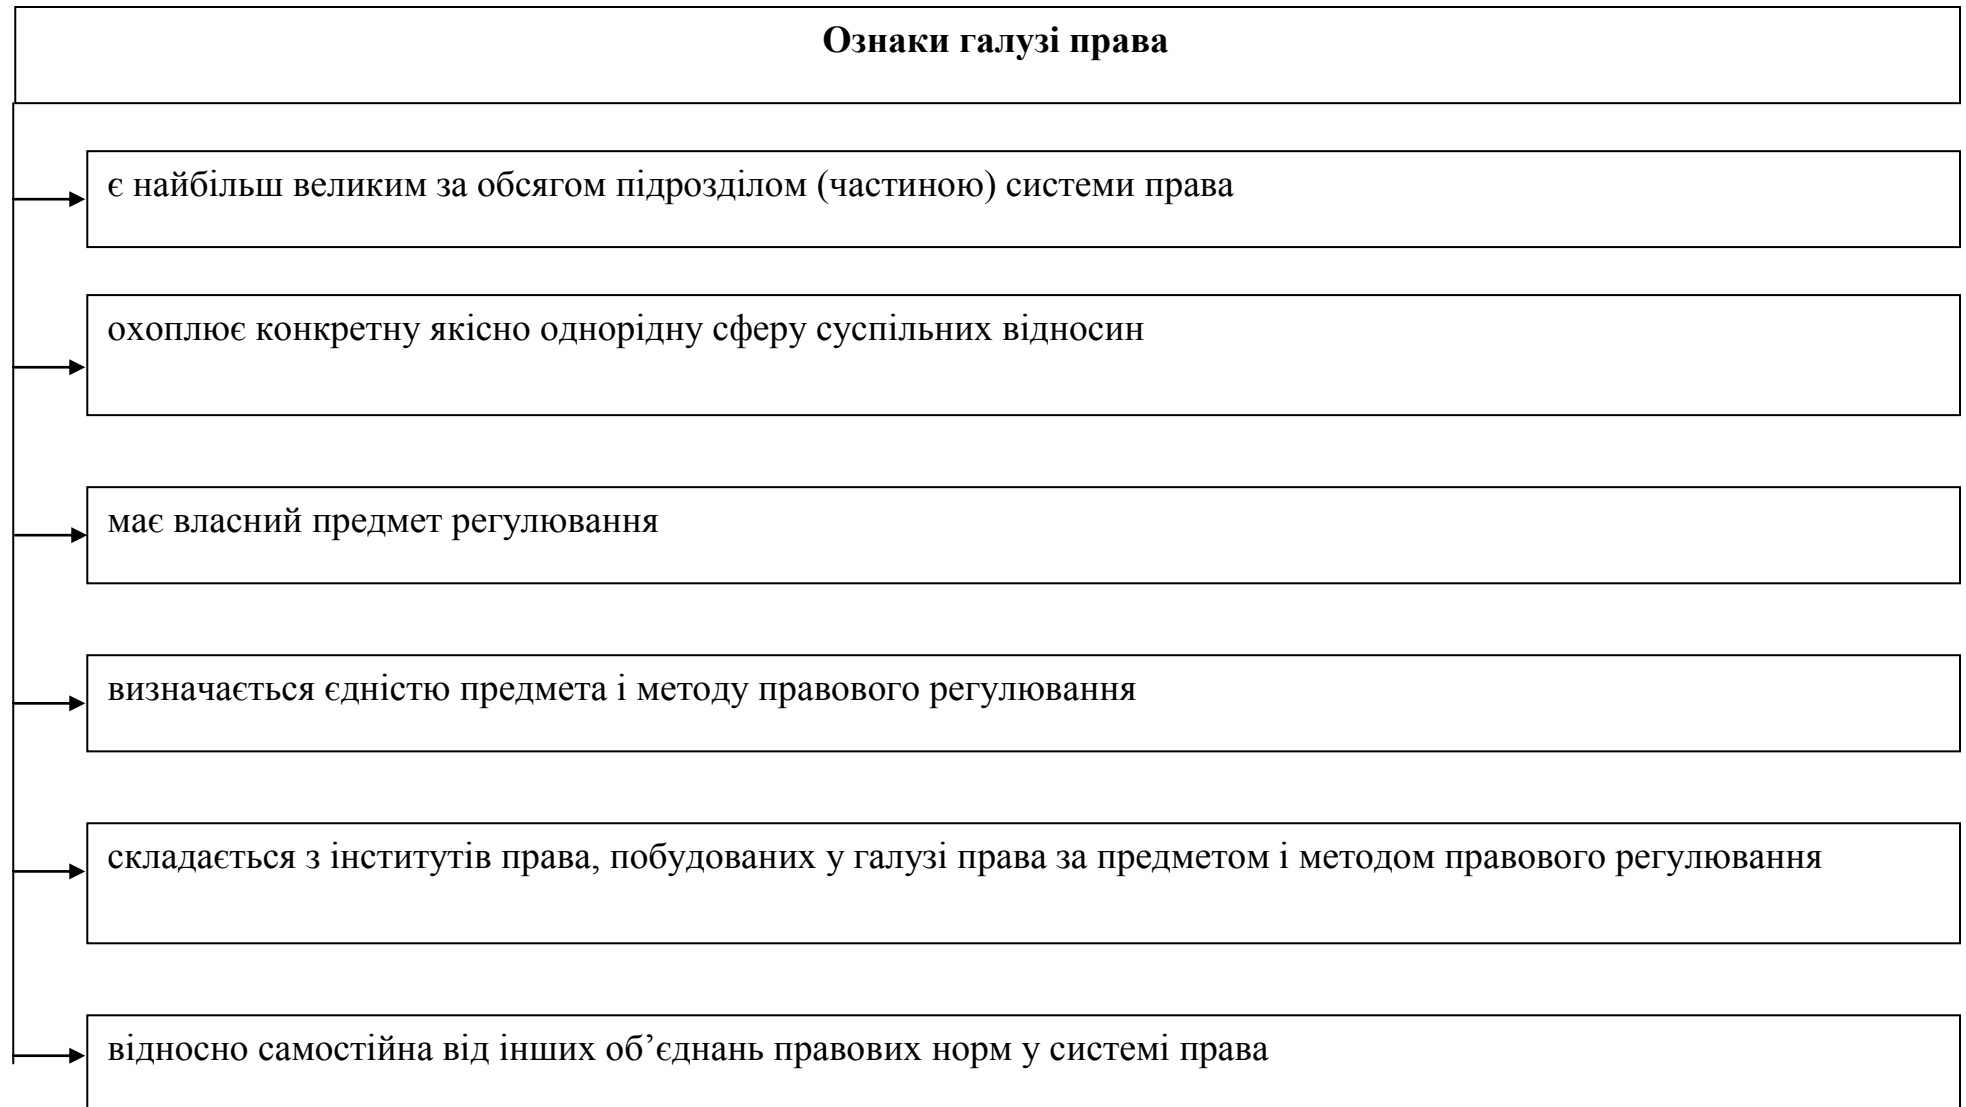 Ознаки галузі права
є найбільш великим за обсягом підрозділом (частиною) системи права
охоплює конкретну якісно однорідну сферу суспільних відносин
має власний предмет регулювання
визначається єдністю предмета і методу правового регулювання
складається з інститутів права, побудованих у галузі права за предметом і методом правового регулювання
відносно самостійна від інших об’єднань правових норм у системі права